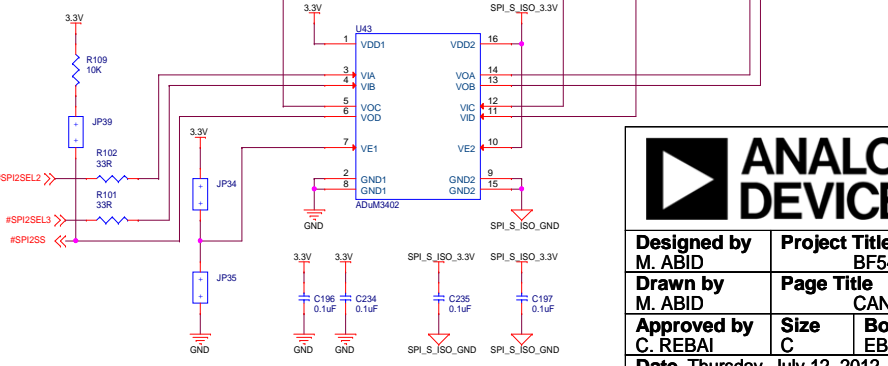 3.3V
3.3V
SPI_S_ISO_3.3V
U43
1 VDD1 VDD2 16
R109
10K
3 VIA VOA 14
4 VIB VOB 13
5 VOC VIC 12
6 VOD VID 11
JP39
3.3V
7 VE1 VE2 10
R102
33R
SPI2SEL2
2 GND1 GND2 9
8 GND1 GND2 15
JP34
R101
33R
ADuM3402
#SPI2SEL3
GND
SPI_S_ISO_GND
#SPI2SS
3.3V 3.3V SPI_S_ISO_3.3V SPI_S_ISO_3.3V
JP35
C196
0.1uF
C234
0.1uF
C235
0.1uF
C197
0.1uF
GND
GND GND SPI_S_ISO_GND SPI_S_ISO_GND
ANALO
DEVICE
Designed by
M. ABID
Project Title
BF54
Drawn by
M. ABID
Page Title
CAN
Approved by
C. REBAI
Size
C
Bo
EB
Date Thursday, July 12, 2012